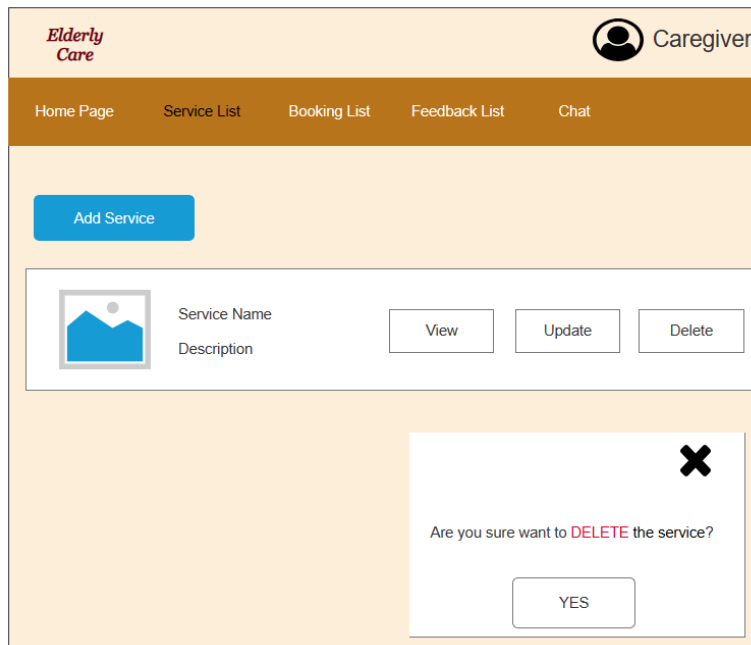 Elderly
Care
Caregiver
Home Page Service List Booking List Feedback List Chat
Add Service
Service Name
Description
View Update Delete
Are you sure want to DELETE the service?
YES